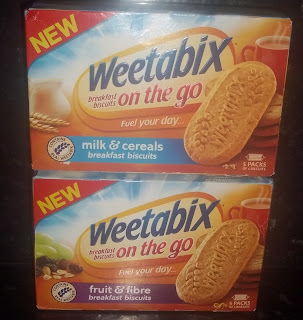 NEW
Weetabix
breakfast
biscuits
on the go
Fuel your day...
milk & cereals
breakfast biscuits
5 PACKS
NEW
Weetabix
breakfast
biscuits
on the go
Fuel your day...
fruit & fibre
breakfast biscuits
5 PACKS